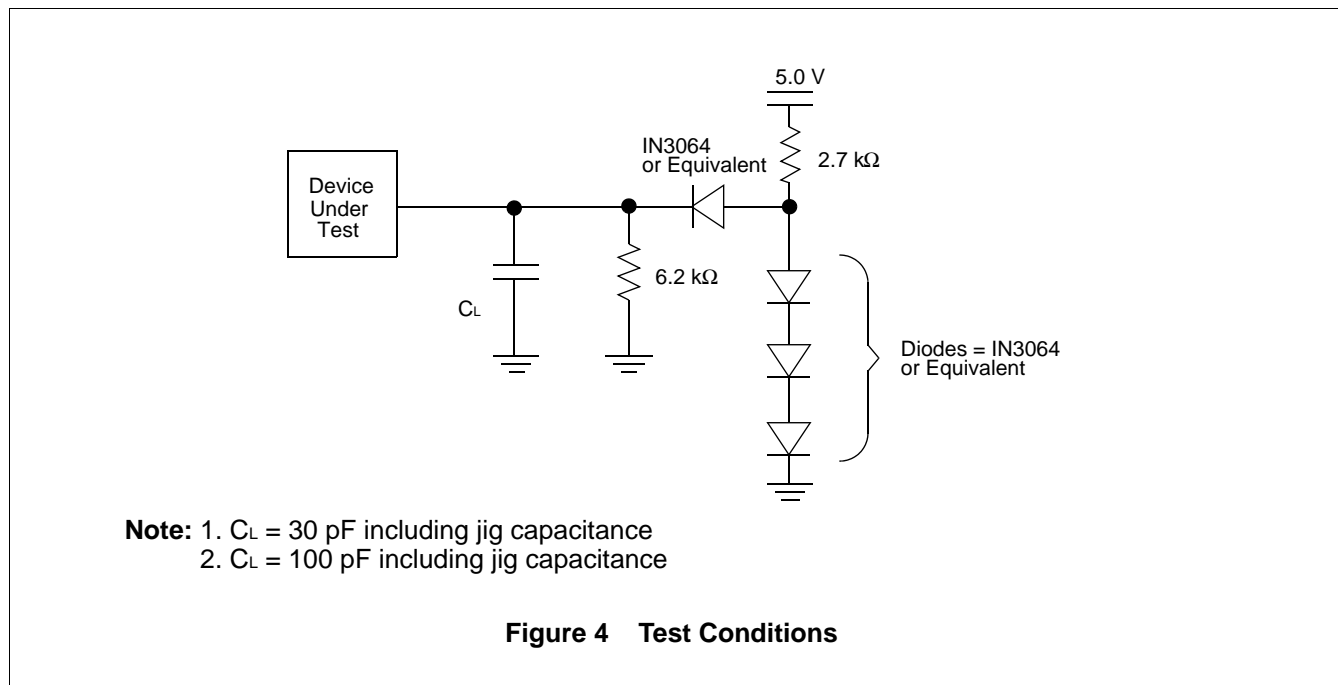 5.0 V
IN3064
or Equivalent
2.7 kΩ
Device
Under
Test
6.2 kΩ
CL
Diodes = IN3064
or Equivalent
Note: 1. CL = 30 pF including jig capacitance
2. CL = 100 pF including jig capacitance
Figure 4 Test Conditions